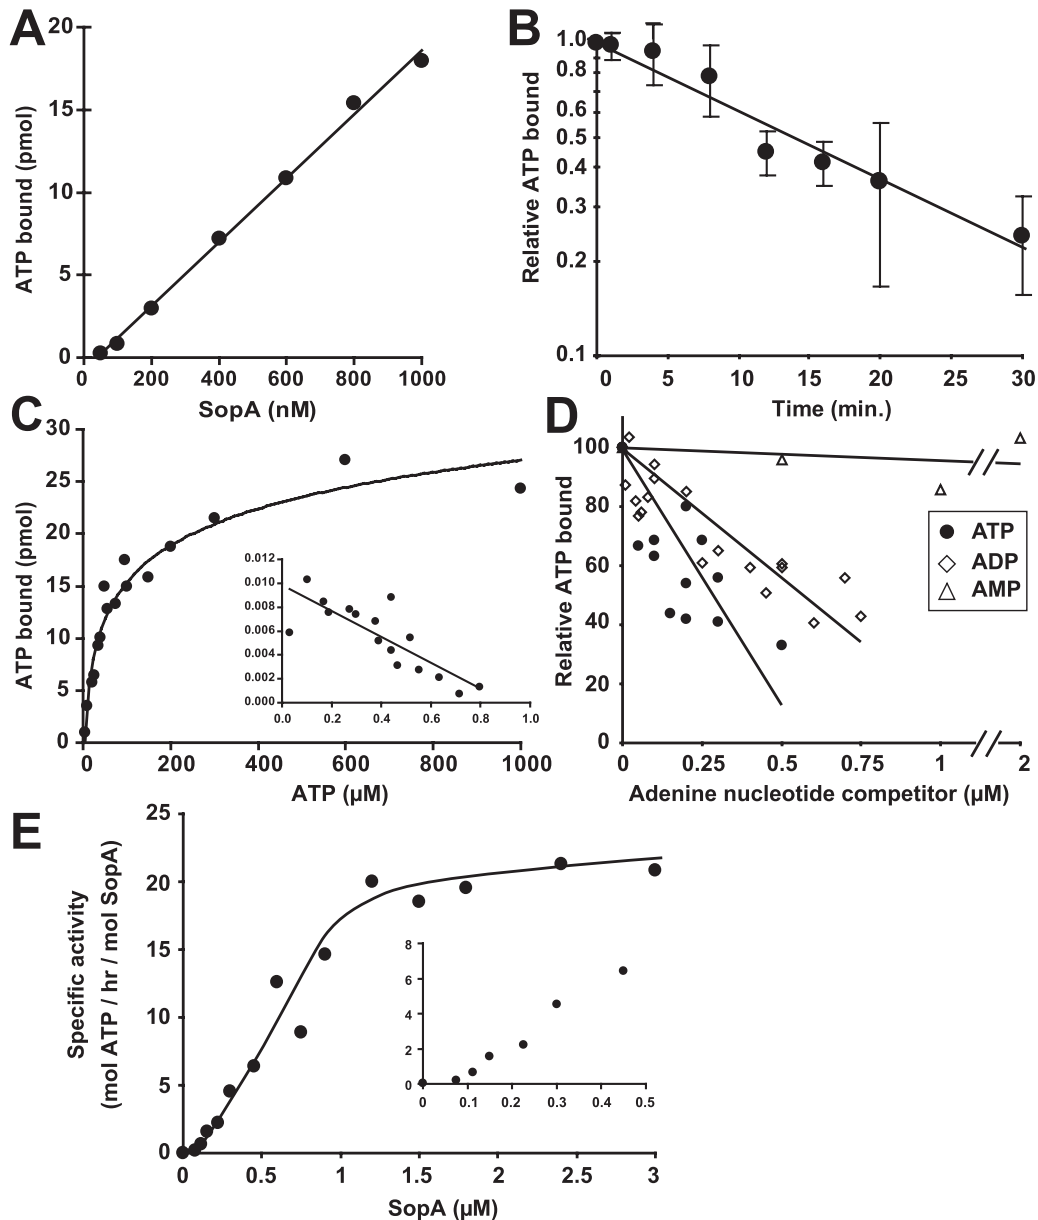 A
20
15
10
5
0
ATP bound (pmol)
0 200 400 600 800 1000
SopA (nM)
B
1.0
0.8
0.6
0.5
0.4
0.3
0.2
0.1
Relative ATP bound
0 5 10 15 20 25 30
Time (min.)
C
30
25
20
15
10
5
0
ATP bound (pmol)
0 200 400 600 800 1000
ATP (µM)
0.012
0.010
0.008
0.006
0.004
0.002
0.000
0.0 0.2 0.4 0.6 0.8 1.0
D
100
80
60
40
20
0
Relative ATP bound
ATP
ADP
AMP
0 0.25 0.5 0.75 1 2
Adenine nucleotide competitor (µM)
E
25
20
15
10
5
0
Specific activity
(mol ATP / hr / mol SopA)
0 0.5 1 1.5 2 2.5 3
SopA (µM)
8
6
4
2
0
0 0.1 0.2 0.3 0.4 0.5